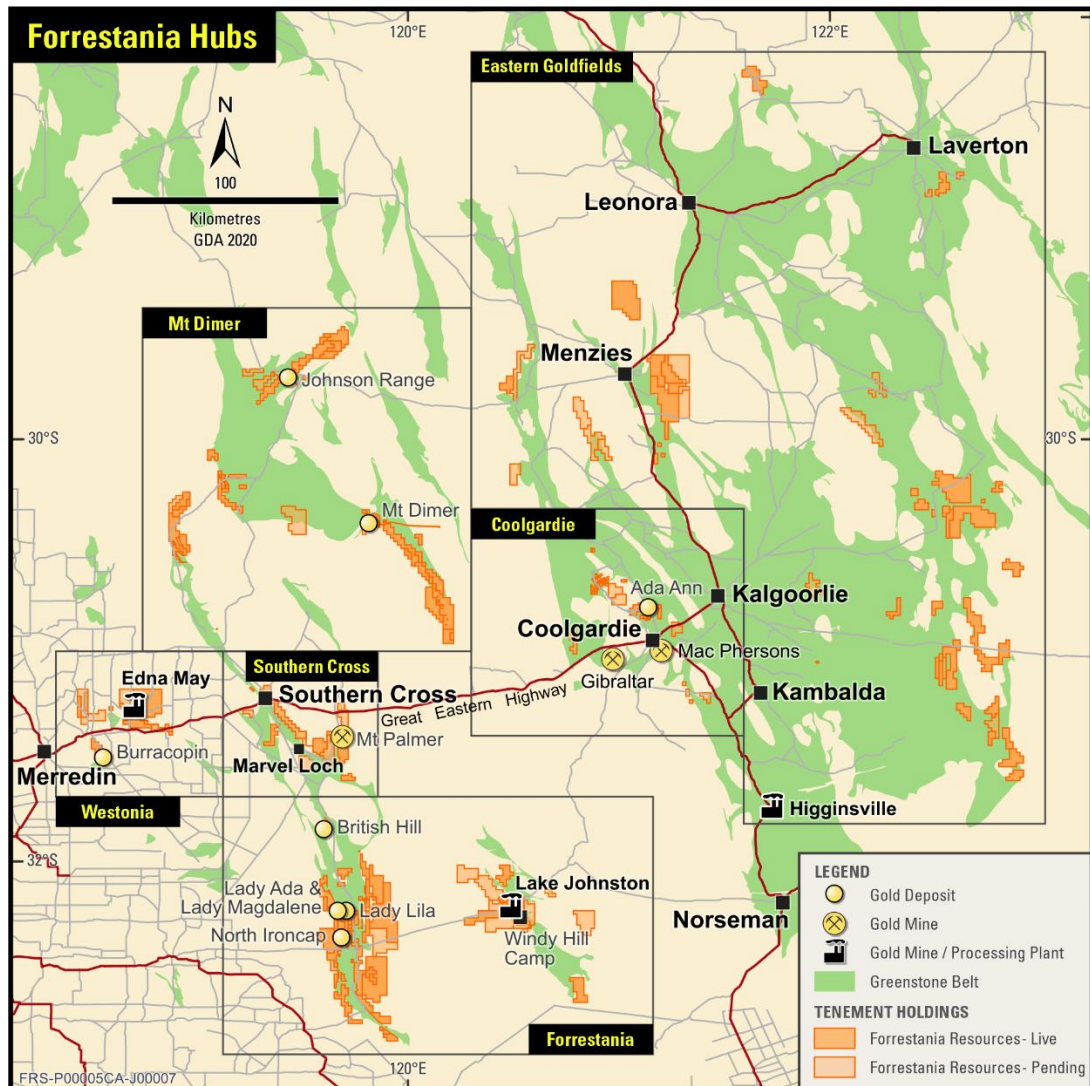 Forrestania Hubs
120°E
122°E
Eastern Goldfields
N
100
Kilometres
GDA 2020
Laverton
Leonora
Mt Dimer
Menzies
Johnson Range
30°S
30°S
Mt Dimer
Coolgardie
Ada Ann
Kalgoorlie
Coolgardie
Mac Phersons
Gibraltar
Southern Cross
Edna May
Southern Cross
Great Eastern Highway
Kambalda
Mt Palmer
Burracopin
Marvel Loch
Merredin
Westonia
Higginsville
British Hill
32°S
Lake Johnston
Lady Ada &
Lady Magdalene
Lady Lila
North Ironcap
Windy Hill
Camp
Norseman
Forrestania
120°E
FRS-P00005CA-J00007
LEGEND
Gold Deposit
Gold Mine
Gold Mine / Processing Plant
Greenstone Belt
TENEMENT HOLDINGS
Forrestania Resources- Live
Forrestania Resources- Pending